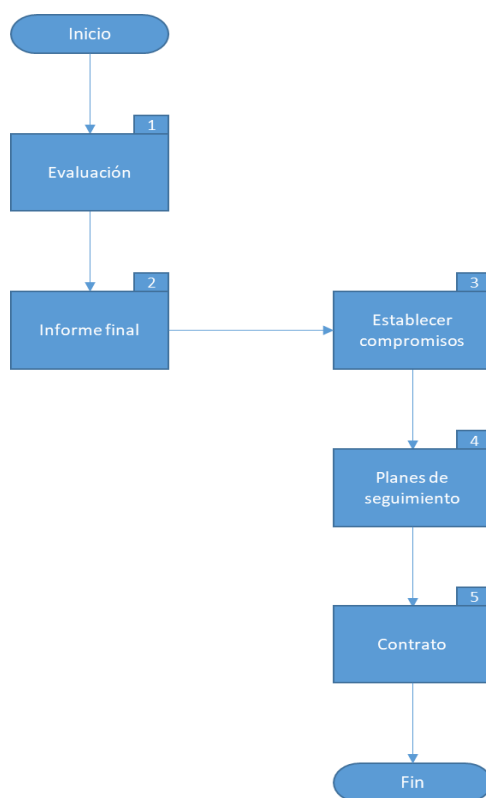 Inicio
1
Evaluación
2
Informe final
3
Establecer
compromisos
4
Planes de
seguimiento
5
Contrato
Fin